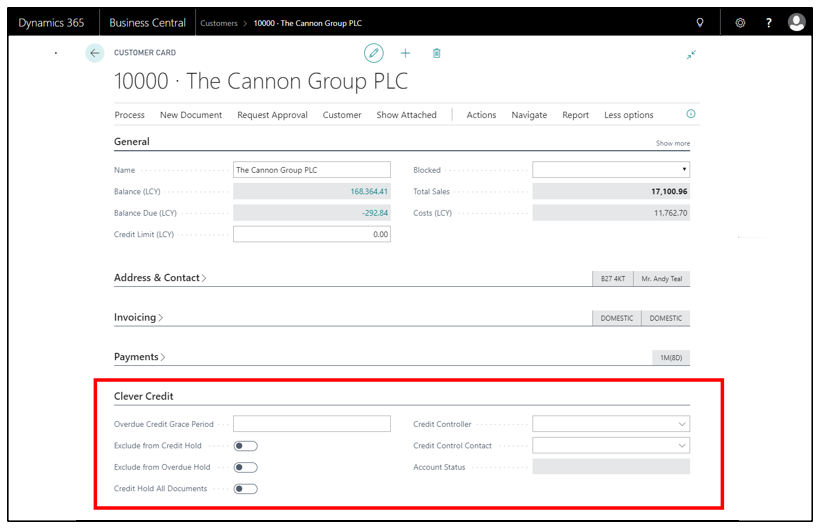 Dynamics 365 Business Central Customers > 10000 · The Cannon Group PLC ?
CUSTOMER CARD
10000 · The Cannon Group PLC
Process New Document Request Approval Customer Show Attached Actions Navigate Report Less options
General Show more
Name The Cannon Group PLC Blocked
Balance (LCY) 168,364.41 Total Sales 17,100.96
Balance Due (LCY) -292.84 Costs (LCY) 11,762.70
Credit Limit (LCY) 0.00
Address & Contact > B27 4KT Mr. Andy Teal
Invoicing > DOMESTIC DOMESTIC
Payments > 1M(8D)
Clever Credit
Overdue Credit Grace Period Credit Controller
Exclude from Credit Hold Credit Control Contact
Exclude from Overdue Hold Account Status
Credit Hold All Documents